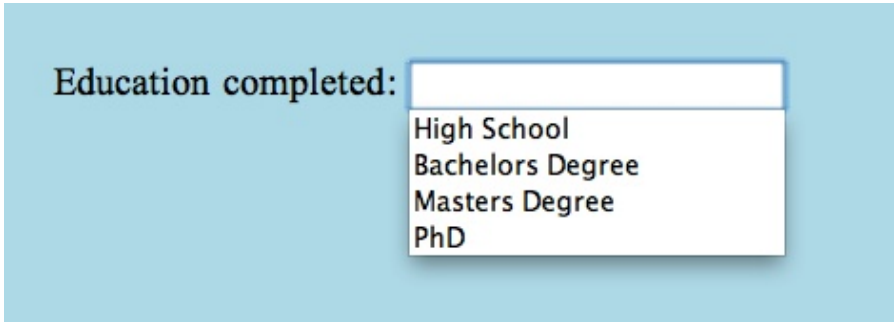 Education completed:
High School
Bachelors Degree
Masters Degree
PhD